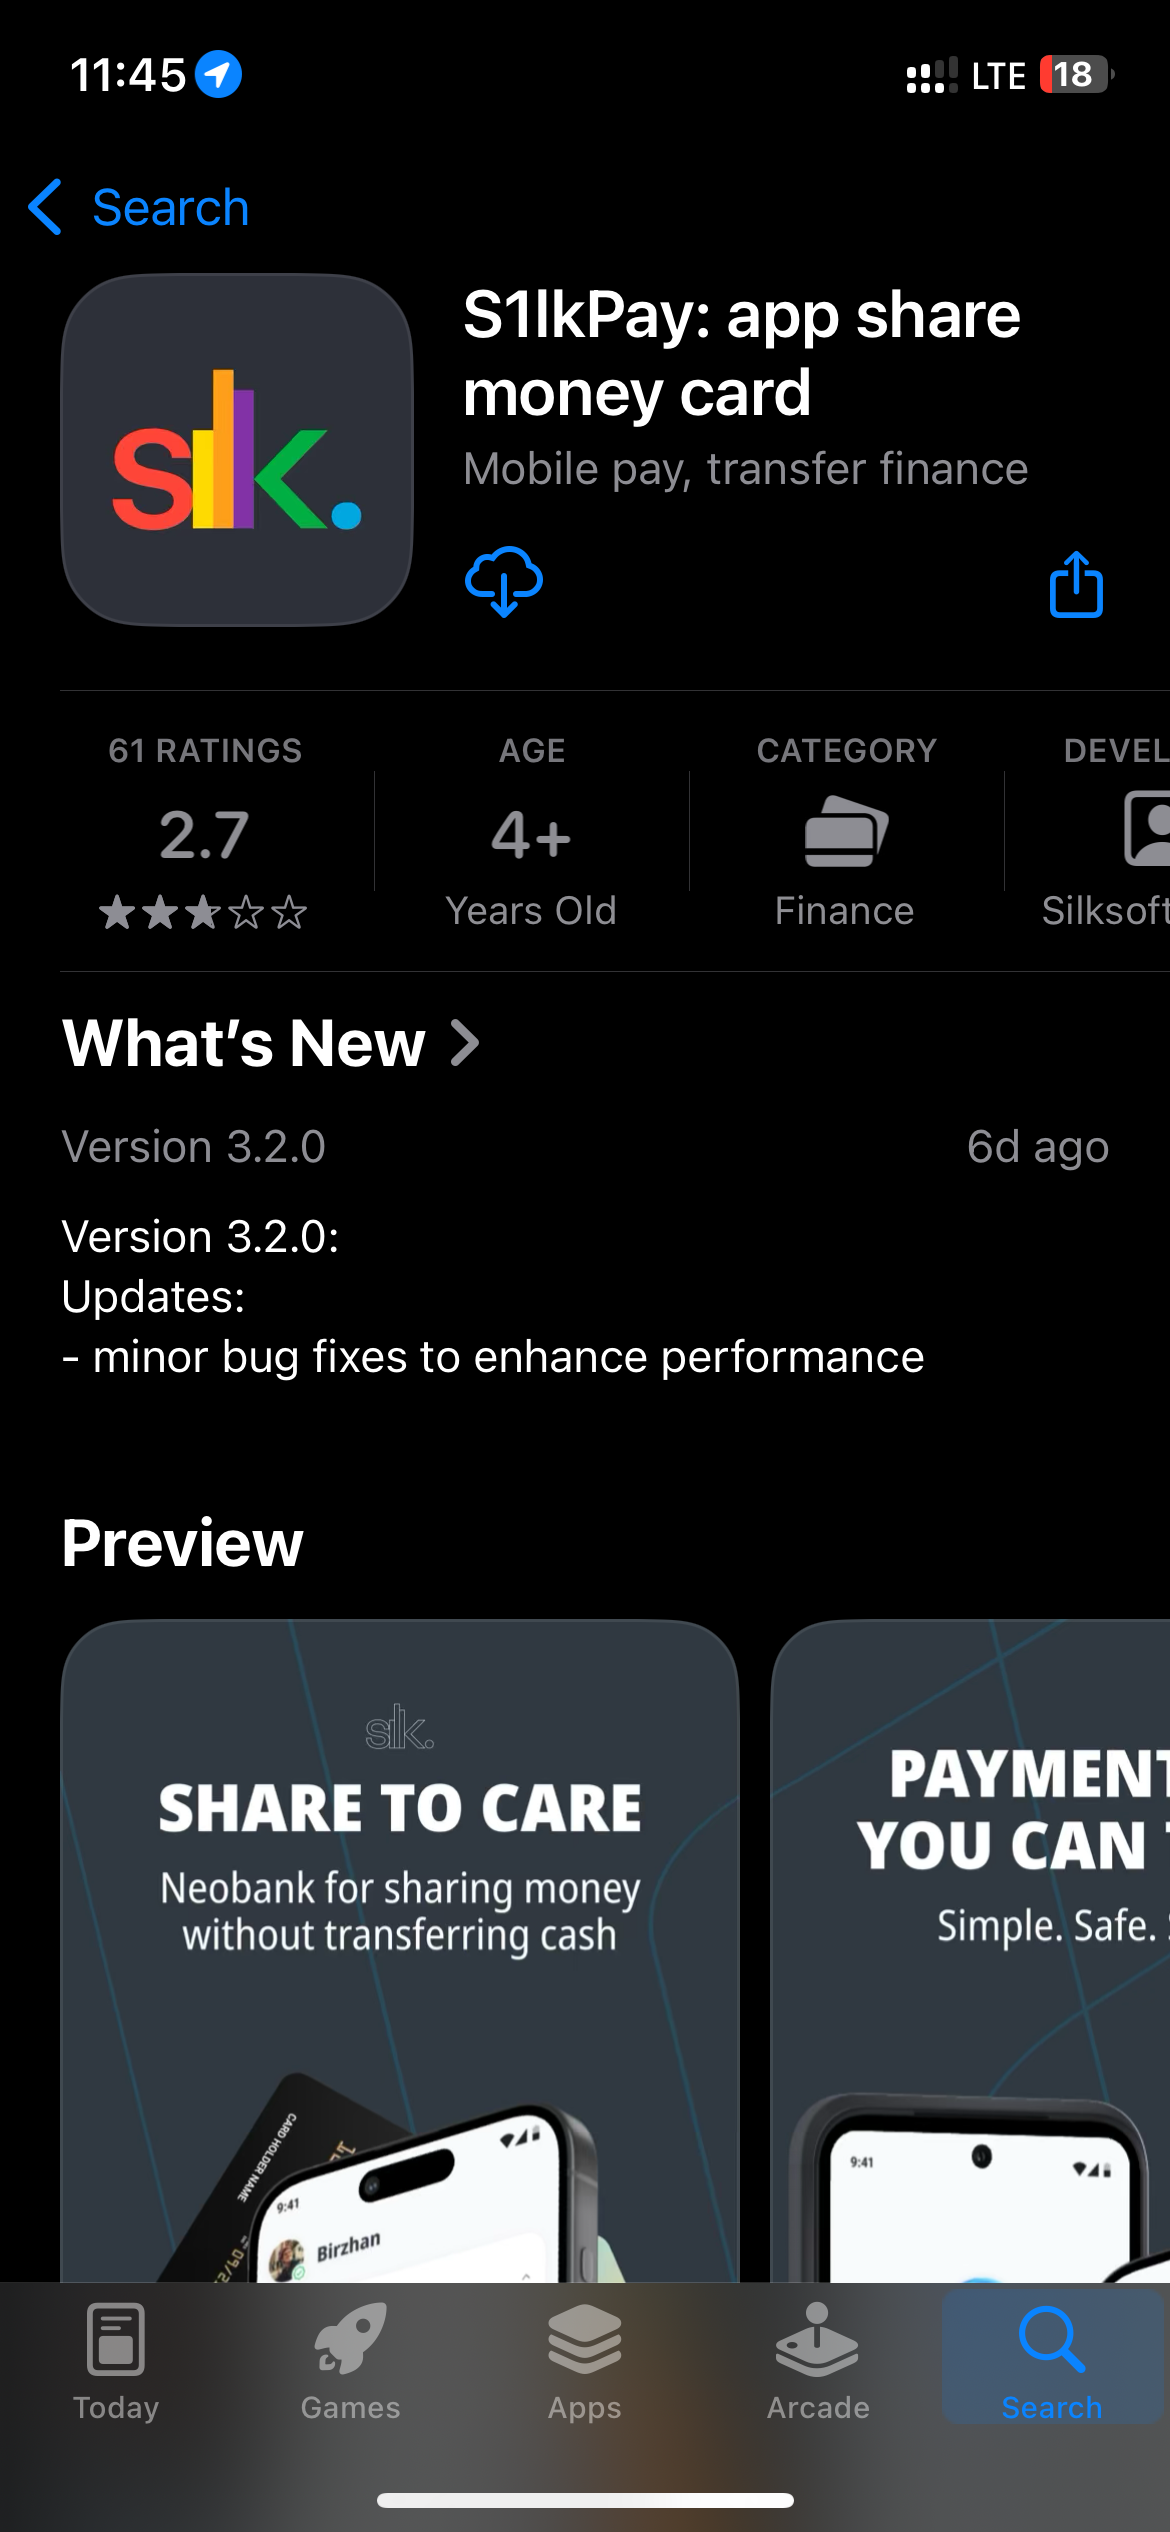 11:45
LTE 18
Search
slk.
S1lkPay: app share
money card
Mobile pay, transfer finance
61 RATINGS
2.7
AGE
4+
Years Old
CATEGORY
Finance
DEVEL
Silksoft
What's New
Version 3.2.0 6d ago
Version 3.2.0:
Updates:
- minor bug fixes to enhance performance
Preview
slk.
SHARE TO CARE
Neobank for sharing money
without transferring cash
CARD HOLDER NAME
9:41
Birzhan
PAYMENT
YOU CAN
Simple. Safe.
9:41
Today
Games
Apps
Arcade
Search